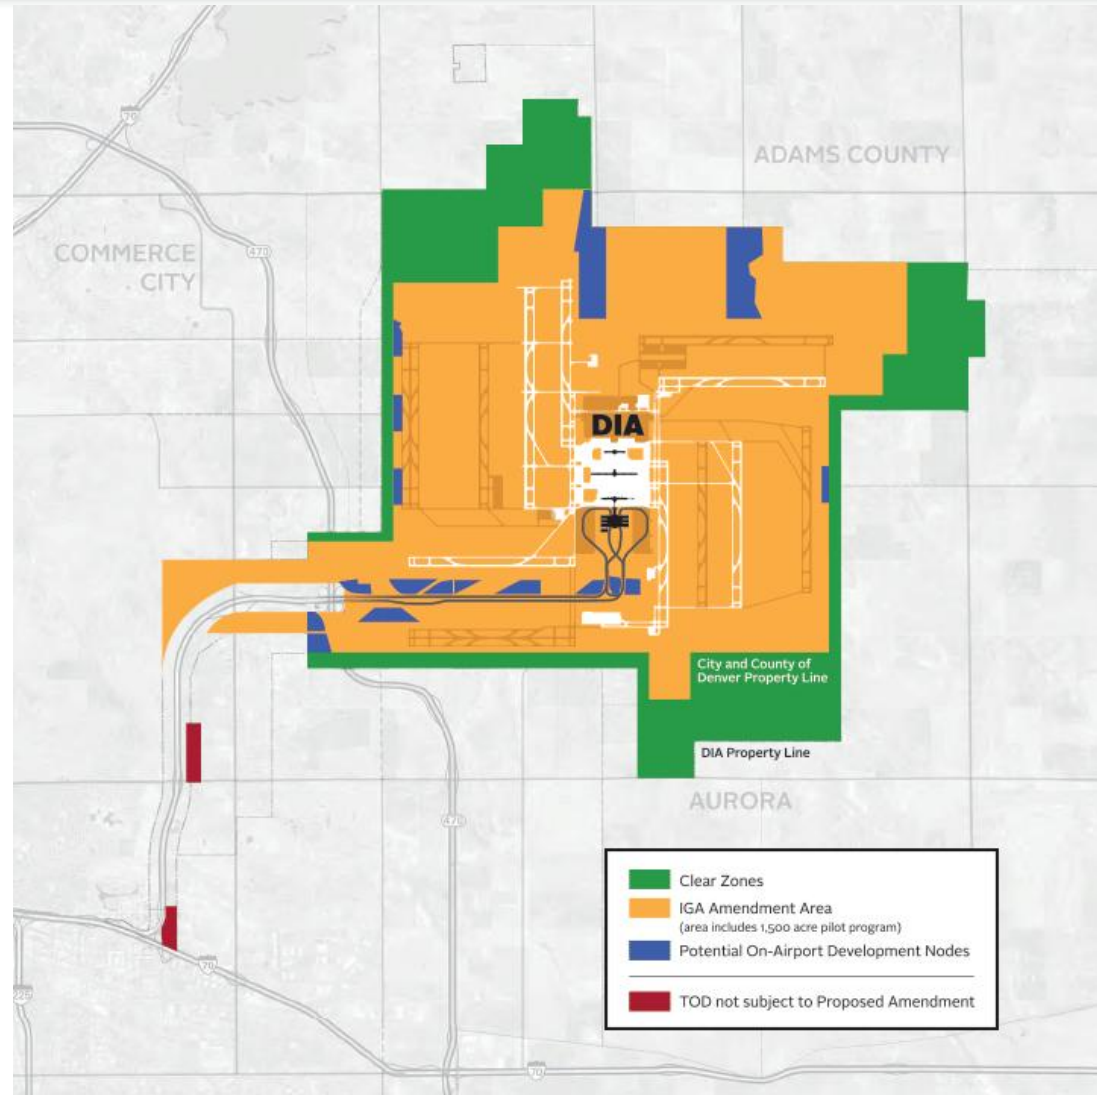 ADAMS COUNTY
76
COMMERCE
CITY
470
DIA
City and County of
Denver Property Line
DIA Property Line
AURORA
470
Clear Zones
IGA Amendment Area
(area includes 1,500 acre pilot program)
Potential On-Airport Development Nodes
TOD not subject to Proposed Amendment
70
225
70